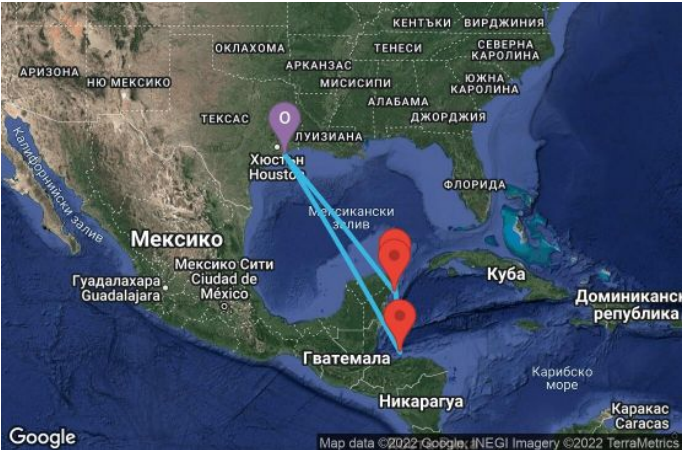 КЕНТЪКИ
ВИРДЖИНИЯ
ОКЛАХОМА
ТЕНЕСИ
СЕВЕРНА
КАРОЛИНА
АРКАНЗАС
АРИЗОНА
НЮ МЕКСИКО
МИСИСИПИ
ЮЖНА
КАРОЛИНА
АЛАБАМА
ТЕКСАС
ДЖОРДЖИЯ
O
ЛУИЗИАНА
Хюстън
Houston
Калифорнийски залив
ФЛОРИДА
Мексикански
залив
Мексико
Мексико Сити
Ciudad de
México
Гуадалахара
Guadalajara
Куба
Доминиканск
република
Гватемала
Карибско
море
Никарагуа
Каракас
Caracas
Google
Map data ©2022 Google, INEGI Imagery ©2022 TerraMetrics